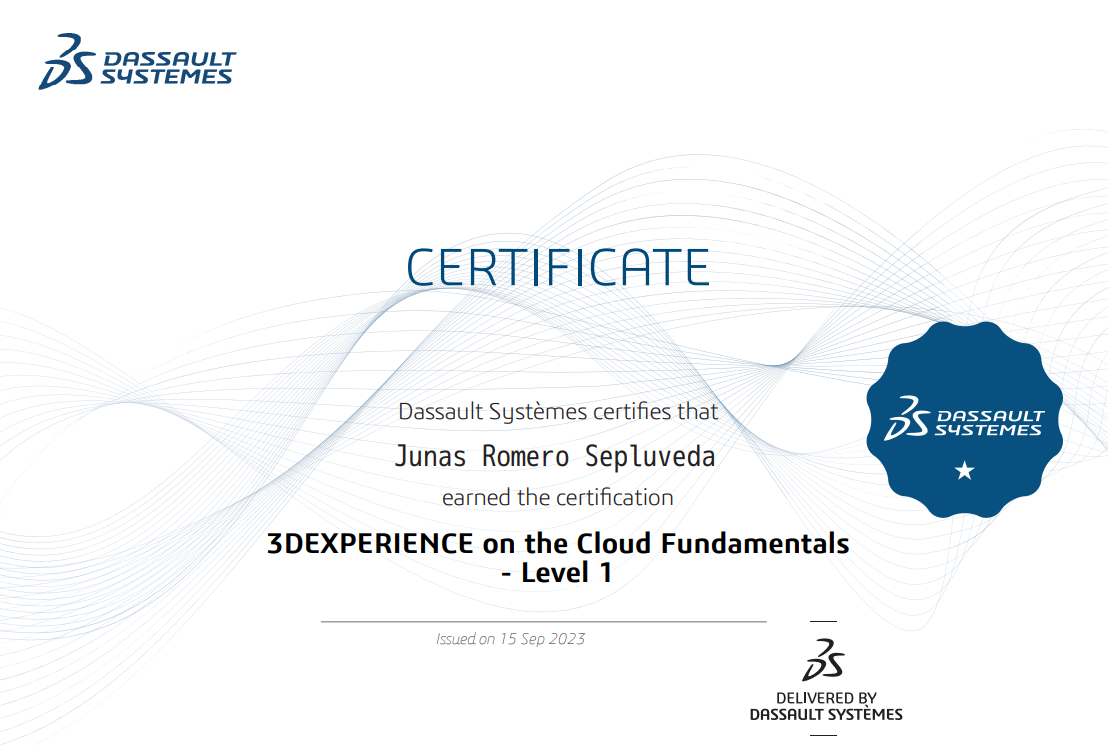 DASSAULT
SYSTEMES
CERTIFICATE
Dassault Systèmes certifies that
Junas Romero Sepluveda
earned the certification
3DEXPERIENCE on the Cloud Fundamentals
- Level 1
DASSAULT
SYSTEMES
Issued on 15 Sep 2023
DELIVERED BY
DASSAULT SYSTÈMES